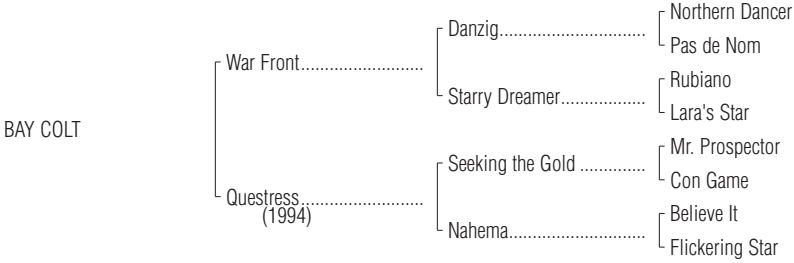 Northern Dancer
Danzig..............................
Pas de Nom
War Front.........................
Rubiano
Starry Dreamer..................
Lara's Star
BAY COLT
Mr. Prospector
Seeking the Gold ..............
Con Game
Questress.........................
(1994)
Believe It
Nahema............................
Flickering Star